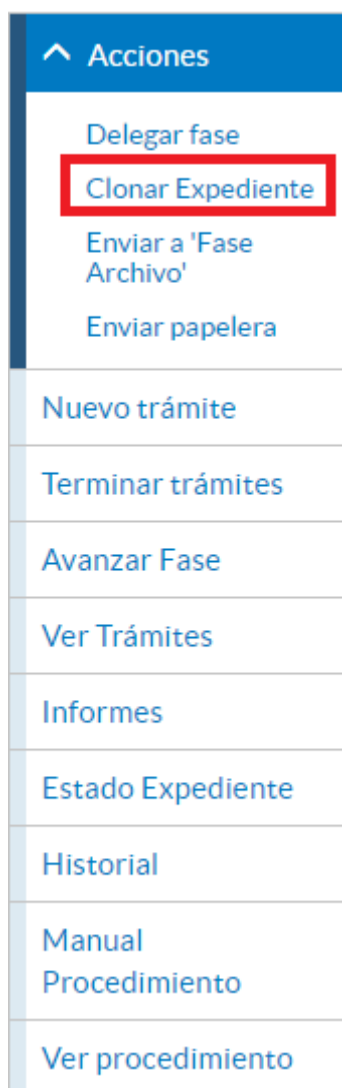 Acciones
Delegar fase
Clonar Expediente
Enviar a 'Fase
Archivo'
Enviar papelera
Nuevo trámite
Terminar trámites
Avanzar Fase
Ver Trámites
Informes
Estado Expediente
Historial
Manual
Procedimiento
Ver procedimiento